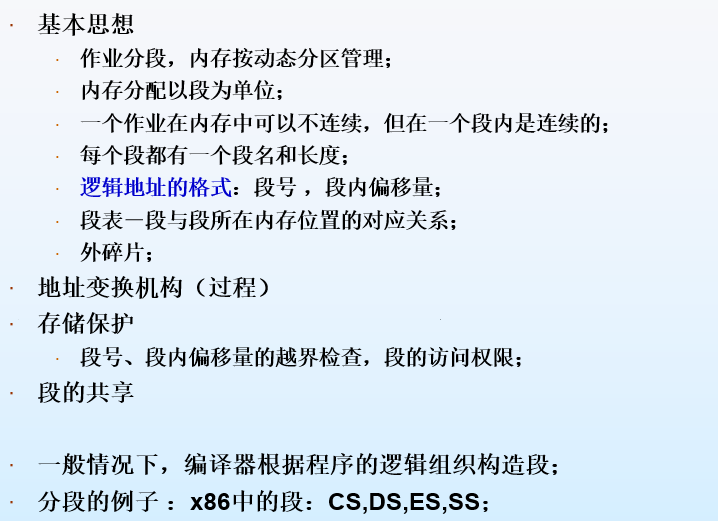 基本思想
作业分段，内存按动态分区管理；
内存分配以段为单位；
一个作业在内存中可以不连续，但在一个段内是连续的；
每个段都有一个段名和长度；
逻辑地址的格式：段号 ，段内偏移量；
段表－段与段所在内存位置的对应关系；
外碎片；
地址变换机构（过程）
存储保护
段号、段内偏移量的越界检查，段的访问权限；
段的共享
一般情况下，编译器根据程序的逻辑组织构造段；
分段的例子 ：x86中的段：CS,DS,ES,SS；